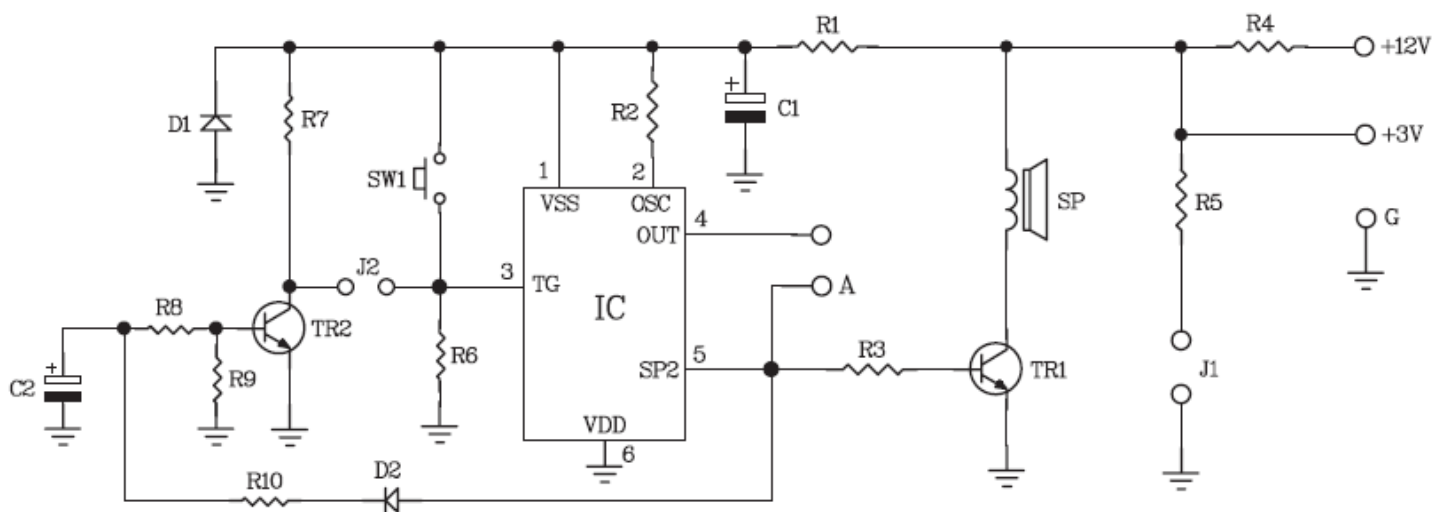 R1
R4
+12V
D1
R7
R2
+
C1
+3V
SW1
1
2
VSS
OSC
SP
R5
4
OUT
G
J2
3
TG
A
IC
R8
TR2
R6
R3
5
SP2
TR1
J1
+
C2
R9
VDD
6
R10
D2